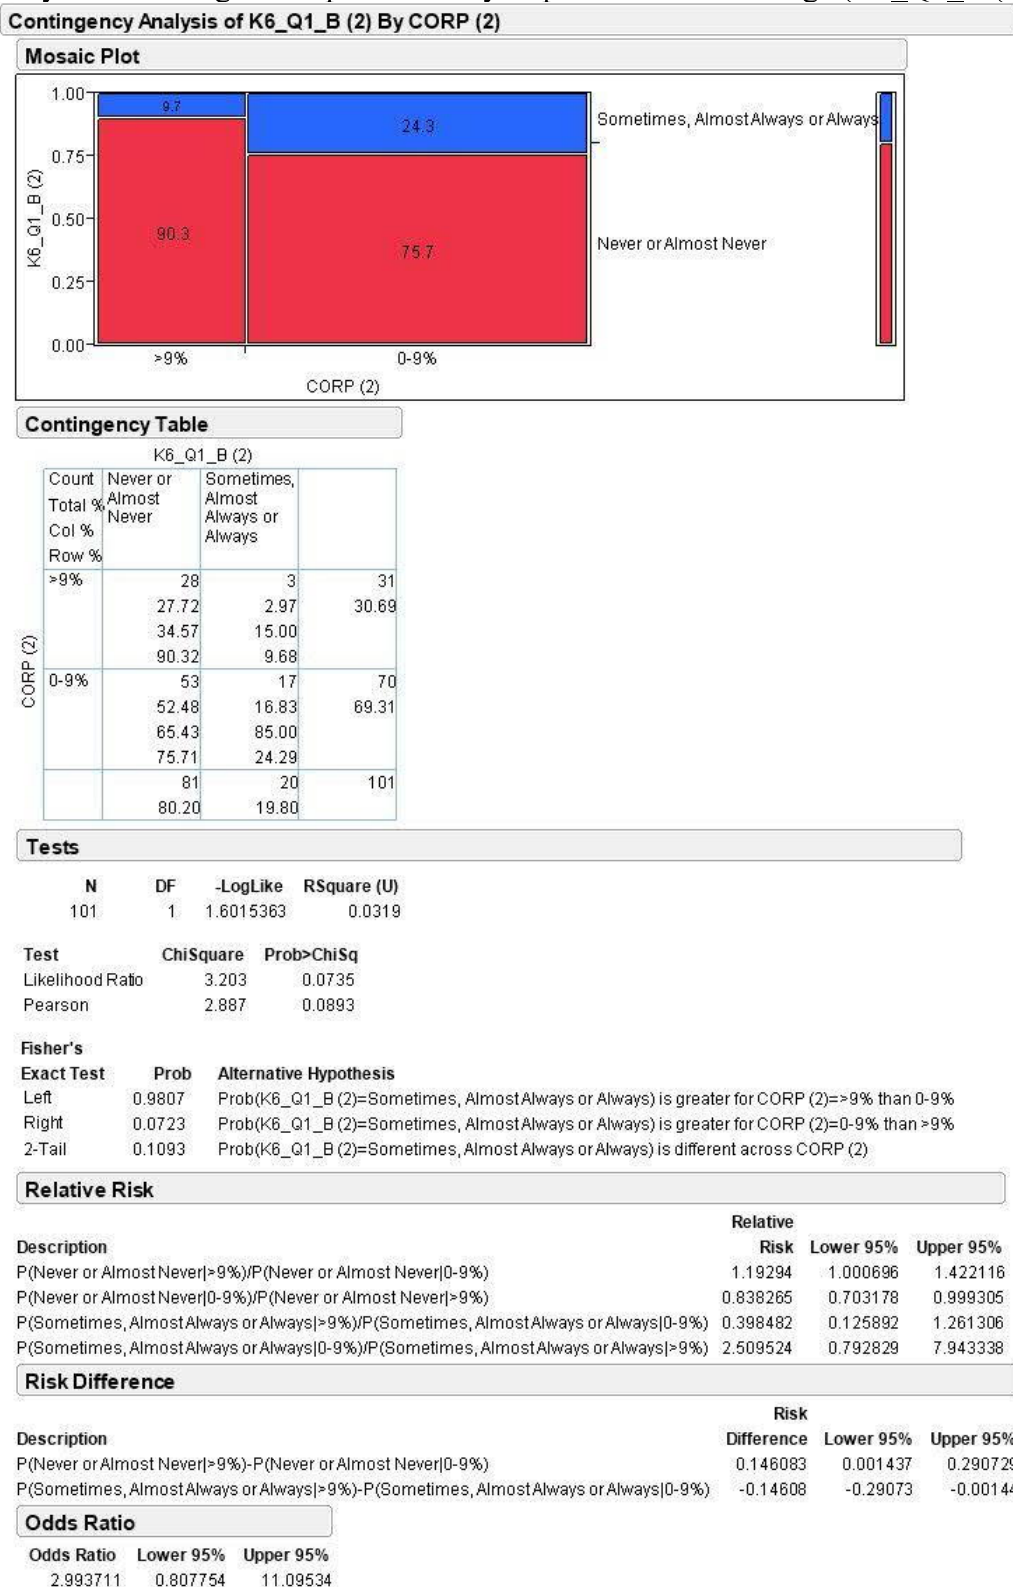 Contingency Analysis of K6_Q1_B (2) By CORP (2)
Mosaic Plot
1.00
0.75
0.50
0.25
0.00
K6_Q1_B (2)
9.7
24.3
90.3
75.7
Sometimes, Almost Always or Always
Never or Almost Never
>9%
0-9%
CORP (2)
Contingency Table
K6_Q1_B (2)
Count Never or Sometimes,
Total % Almost Almost
Col % Never Always or
Row % Always
CORP (2)
>9% 28 3 31
27.72 2.97 30.69
34.57 15.00
90.32 9.68
0-9% 53 17 70
52.48 16.83 69.31
65.43 85.00
75.71 24.29
81 20 101
80.20 19.80
Tests
N DF -LogLike RSquare (U)
101 1 1.6015363 0.0319
Test ChiSquare Prob>ChiSq
Likelihood Ratio 3.203 0.0735
Pearson 2.887 0.0893
Fisher's
Exact Test Prob Alternative Hypothesis
Left 0.9807 Prob(K6_Q1_B (2)=Sometimes, Almost Always or Always) is greater for CORP (2)=>9% than 0-9%
Right 0.0723 Prob(K6_Q1_B (2)=Sometimes, Almost Always or Always) is greater for CORP (2)=0-9% than >9%
2-Tail 0.1093 Prob(K6_Q1_B (2)=Sometimes, Almost Always or Always) is different across CORP (2)
Relative Risk
Relative
Description Risk Lower 95% Upper 95%
P(Never or Almost Never|>9%)/P(Never or Almost Never|0-9%) 1.19294 1.000696 1.422116
P(Never or Almost Never|0-9%)/P(Never or Almost Never|>9%) 0.838265 0.703178 0.999305
P(Sometimes, Almost Always or Always|>9%)/P(Sometimes, Almost Always or Always|0-9%) 0.398482 0.125892 1.261306
P(Sometimes, Almost Always or Always|0-9%)/P(Sometimes, Almost Always or Always|>9%) 2.509524 0.792829 7.943338
Risk Difference
Risk
Description Difference Lower 95% Upper 95%
P(Never or Almost Never|>9%)-P(Never or Almost Never|0-9%) 0.146083 0.001437 0.290729
P(Sometimes, Almost Always or Always|>9%)-P(Sometimes, Almost Always or Always|0-9%) -0.14608 -0.29073 -0.00144
Odds Ratio
Odds Ratio Lower 95% Upper 95%
2.993711 0.807754 11.09534